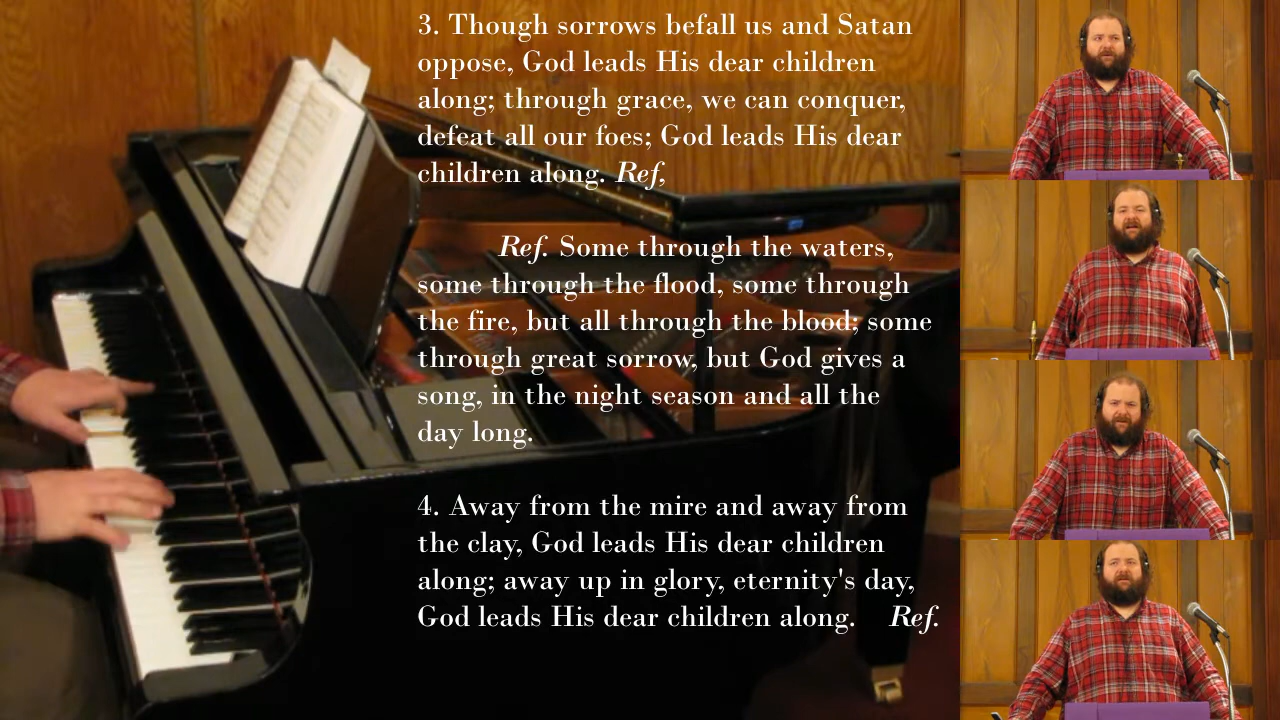 3. Though sorrows befall us and Satan
oppose, God leads His dear children
along; through grace, we can conquer,
defeat all our foes; God leads His dear
children along. Ref,
Ref. Some through the waters,
some through the flood, some through
the fire, but all through the blood; some
through great sorrow, but God gives a
song, in the night season and all the
day long.
4. Away from the mire and away from
the clay, God leads His dear children
along; away up in glory, eternity's day,
God leads His dear children along. Ref.